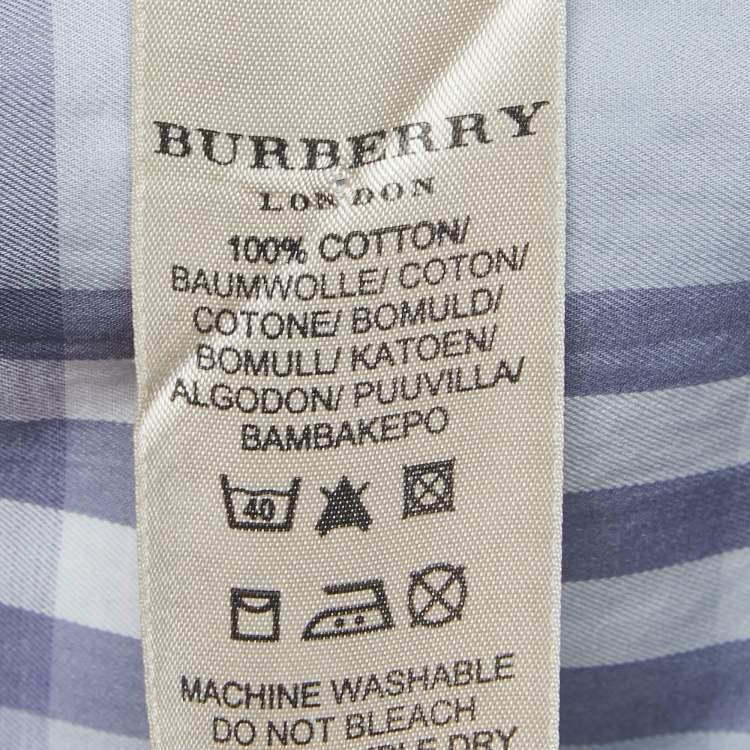 BURBERRY
LONDON
100% COTTON/
BAUMWOLLE/ COTON/
COTONE/ BOMULD/
BOMULL/ KATOEN/
ALGODON/ PUUVILLA/
BAMBAKEPO
40
MACHINE WASHABLE
DO NOT BLEACH
DRY